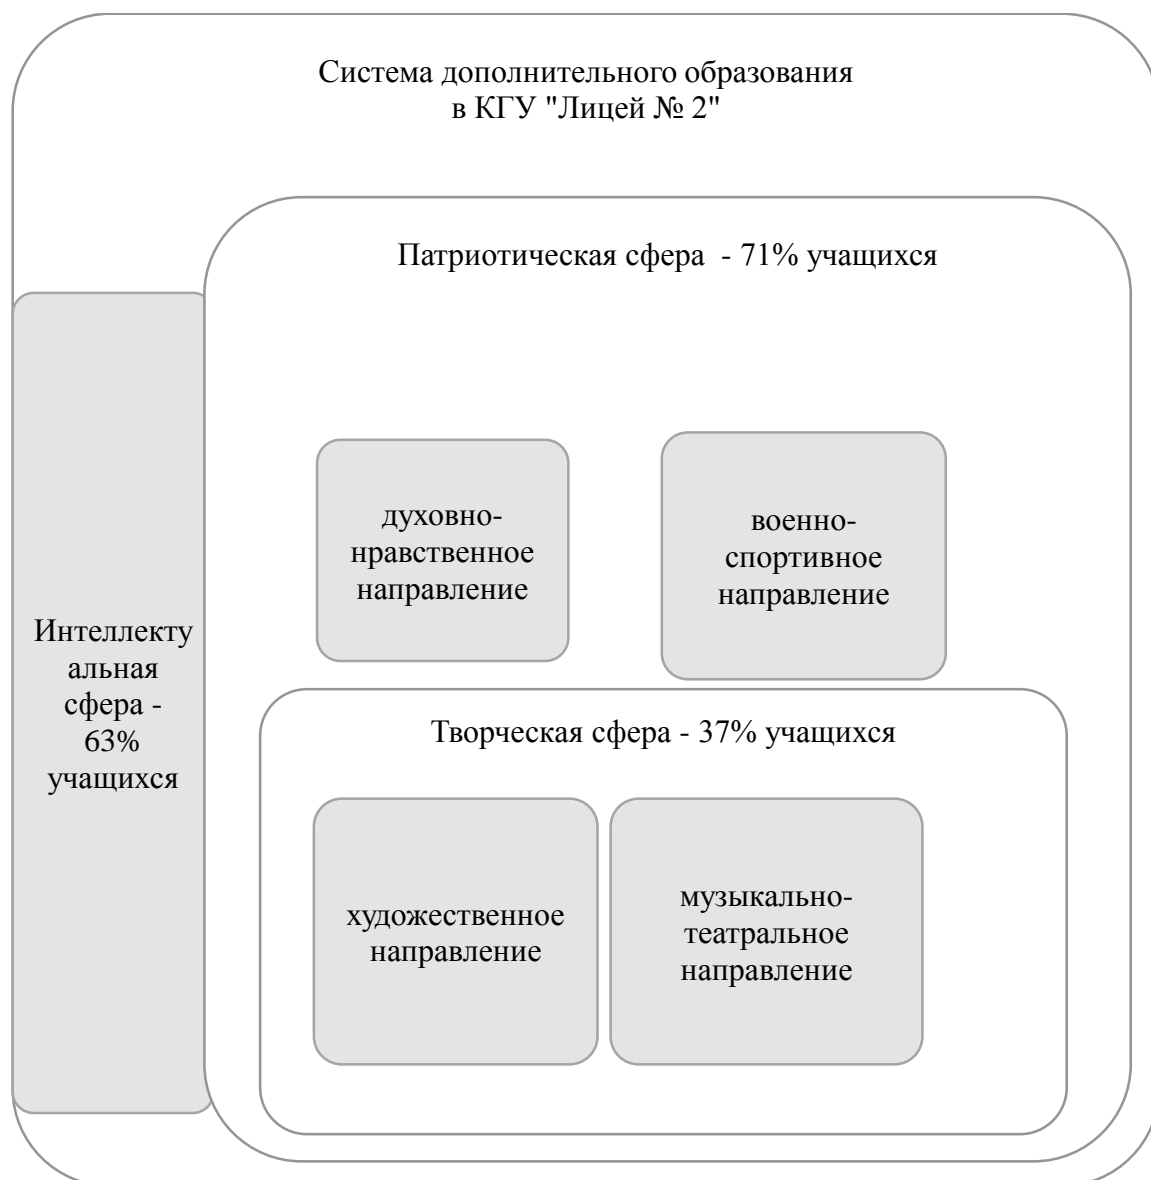 Система дополнительного образования
в КГУ "Лицей № 2"
Патриотическая сфера - 71% учащихся
духовно-
нравственное
направление
военно-
спортивное
направление
Интеллекту
альная
сфера -
63%
учащихся
Творческая сфера - 37% учащихся
художественное
направление
музыкально-
театральное
направление